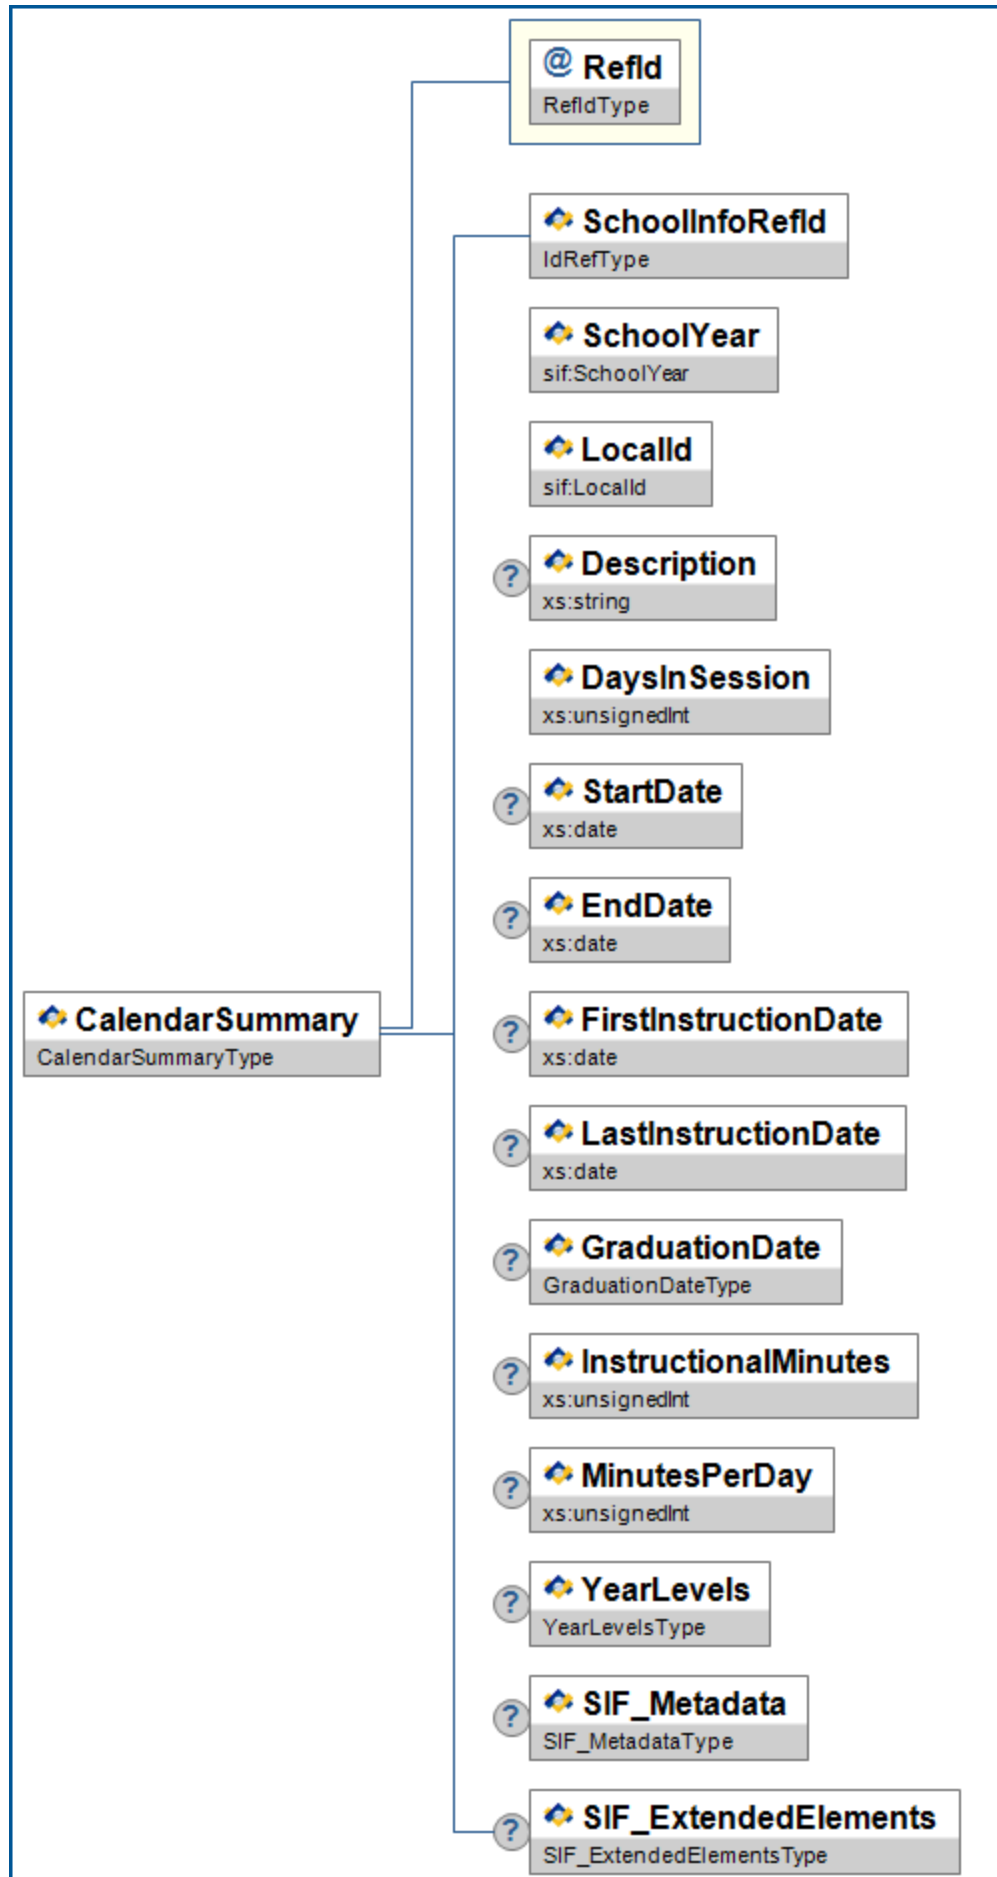 @ RefId
RefIdType
SchoolInfoRefId
IdRefType
SchoolYear
sif:SchoolYear
LocalId
sif:LocalId
? Description
xs:string
DaysInSession
xs:unsignedInt
? StartDate
xs:date
? EndDate
xs:date
CalendarSummary
CalendarSummaryType
? FirstInstructionDate
xs:date
? LastInstructionDate
xs:date
? GraduationDate
GraduationDateType
? InstructionalMinutes
xs:unsignedInt
? MinutesPerDay
xs:unsignedInt
? YearLevels
YearLevelsType
? SIF_Metadata
SIF_MetadataType
? SIF_ExtendedElements
SIF_ExtendedElementsType